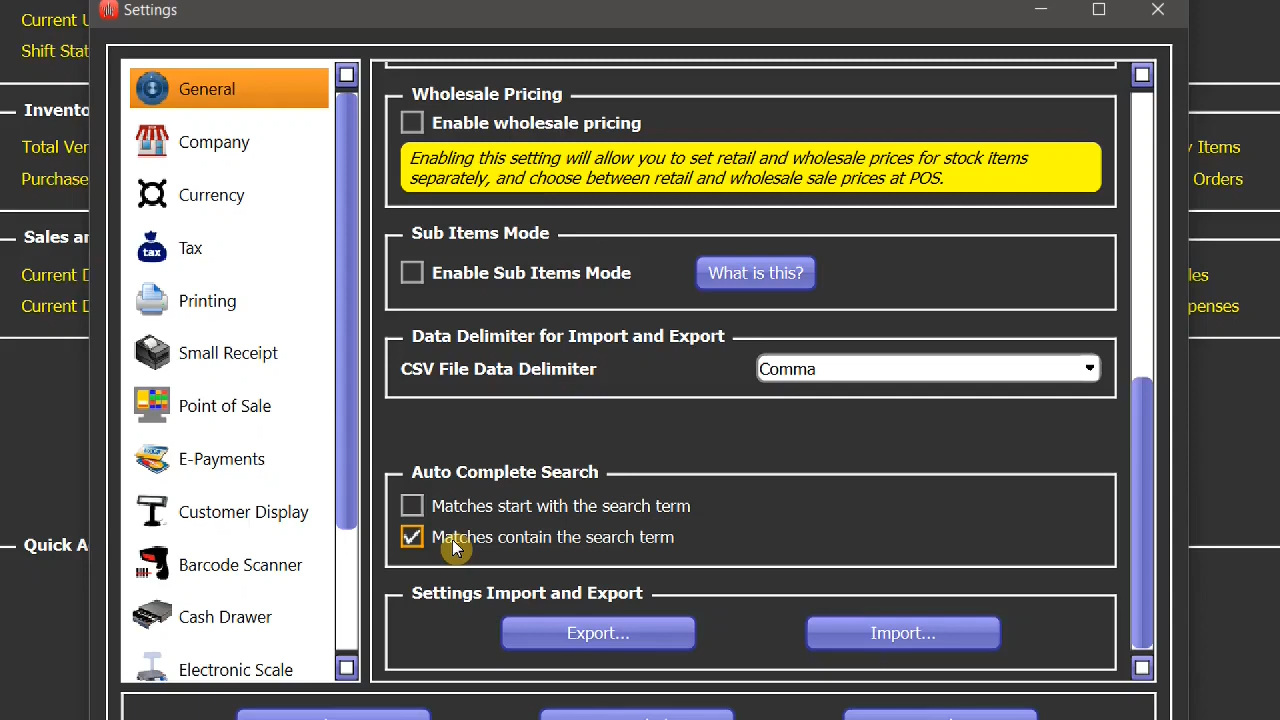 Settings
Current U
Shift Stat
Invento
Total Ver
Purchase
Sales an
Current D
Current D
Quick A
General
Company
Currency
Tax
Printing
Small Receipt
Point of Sale
E-Payments
Customer Display
Barcode Scanner
Cash Drawer
Electronic Scale
Wholesale Pricing
Enable wholesale pricing
Enabling this setting will allow you to set retail and wholesale prices for stock items
separately, and choose between retail and wholesale sale prices at POS.
Sub Items Mode
Enable Sub Items Mode
What is this?
Data Delimiter for Import and Export
CSV File Data Delimiter
Comma
Auto Complete Search
Matches start with the search term
Matches contain the search term
Settings Import and Export
Export...
Import...
Items
Orders
les
penses